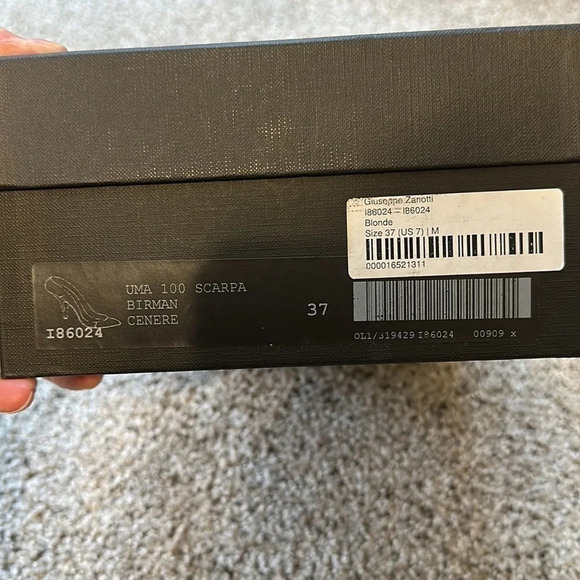 Giuseppe Zanotti
I86024 - I86024
Blonde
Size 37 (US 7) | M
000016521311
UMA 100 SCARPA
BIRMAN
CENERE
37
I86024
OL1/319429 I86024 00909 x